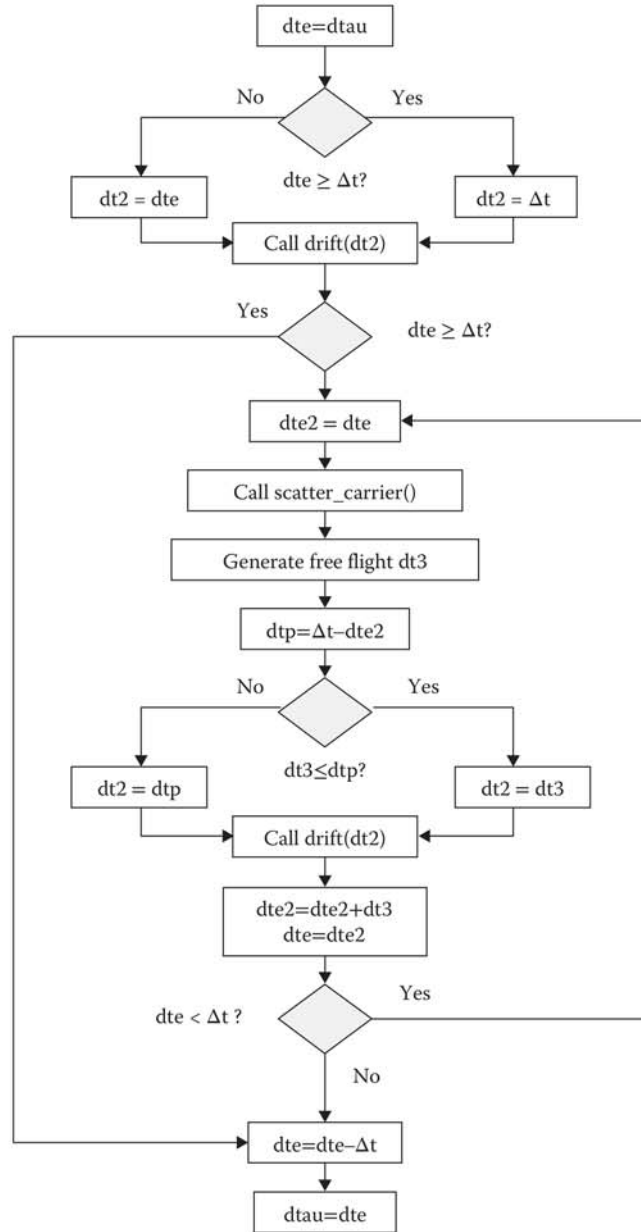 dte=dtau
No
Yes
dte ≥ Δt?
dt2 = dte
dt2 = Δt
Call drift(dt2)
Yes
dte ≥ Δt?
dte2 = dte
Call scatter_carrier()
Generate free flight dt3
dtp=Δt–dte2
No
Yes
dt3≤dtp?
dt2 = dtp
dt2 = dt3
Call drift(dt2)
dte2=dte2+dt3
dte=dte2
Yes
dte < Δt ?
No
dte=dte–Δt
dtau=dte